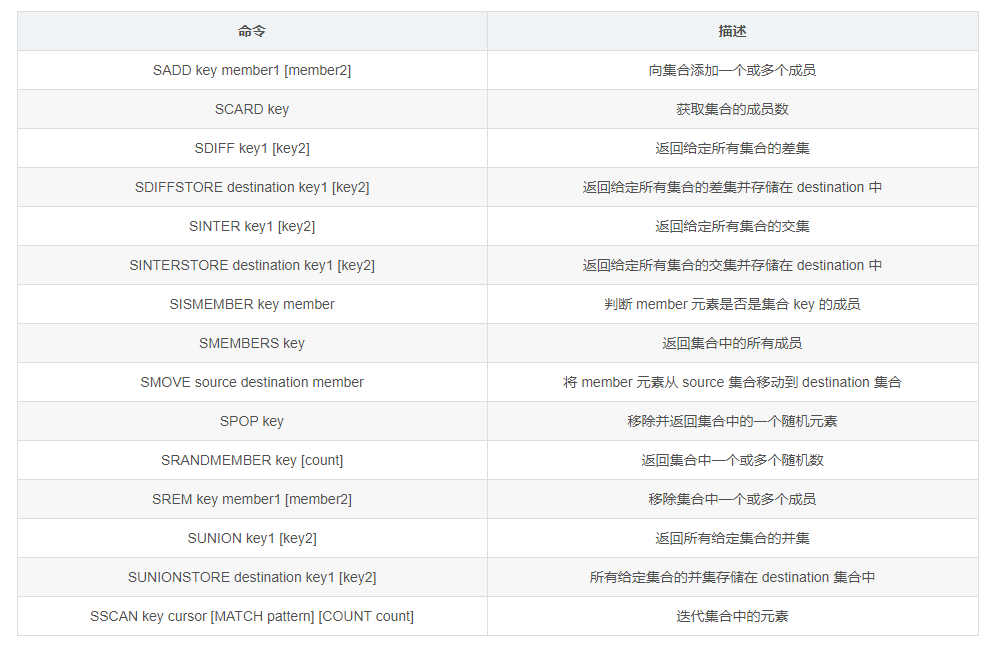 命令 描述
SADD key member1 [member2] 向集合添加一个或多个成员
SCARD key 获取集合的成员数
SDIFF key1 [key2] 返回给定所有集合的差集
SDIFFSTORE destination key1 [key2] 返回给定所有集合的差集并存储在 destination 中
SINTER key1 [key2] 返回给定所有集合的交集
SINTERSTORE destination key1 [key2] 返回给定所有集合的交集并存储在 destination 中
SISMEMBER key member 判断 member 元素是否是集合 key 的成员
SMEMBERS key 返回集合中的所有成员
SMOVE source destination member 将 member 元素从 source 集合移动到 destination 集合
SPOP key 移除并返回集合中的一个随机元素
SRANDMEMBER key [count] 返回集合中一个或多个随机数
SREM key member1 [member2] 移除集合中一个或多个成员
SUNION key1 [key2] 返回所有给定集合的并集
SUNIONSTORE destination key1 [key2] 所有给定集合的并集存储在 destination 集合中
SSCAN key cursor [MATCH pattern] [COUNT count] 迭代集合中的元素